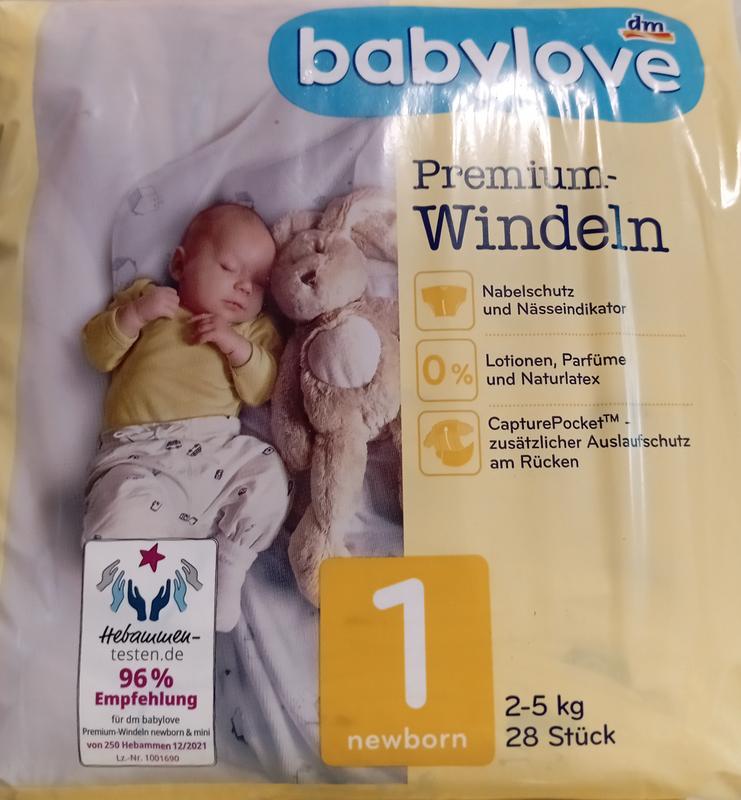 dm
babylove
Premium-
Windeln
Nabelschutz
und Nässeindikator
0%
Lotionen, Parfüme
und Naturlatex
CapturePocket™ -
zusätzlicher Auslaufschutz
am Rücken
Hebammen-
testen.de
96%
Empfehlung
für dm babylove
Premium-Windeln newborn & mini
von 250 Hebammen 12/2021
Lz.-Nr. 1001690
1
newborn
2-5 kg
28 Stück